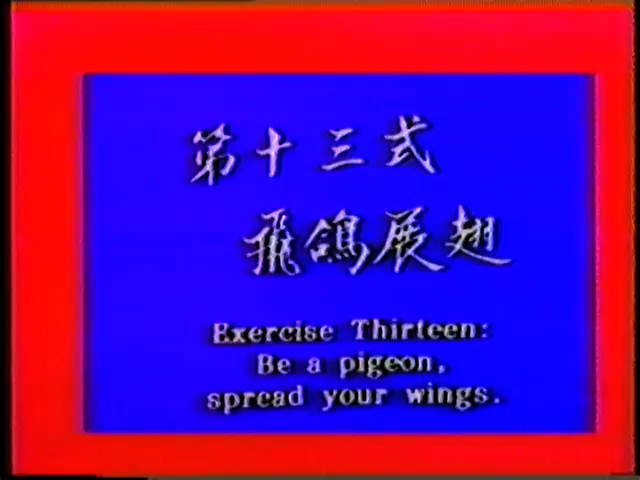 第十三式
飛鴿展翅
Exercise Thirteen:
Be a pigeon,
spread your wings.